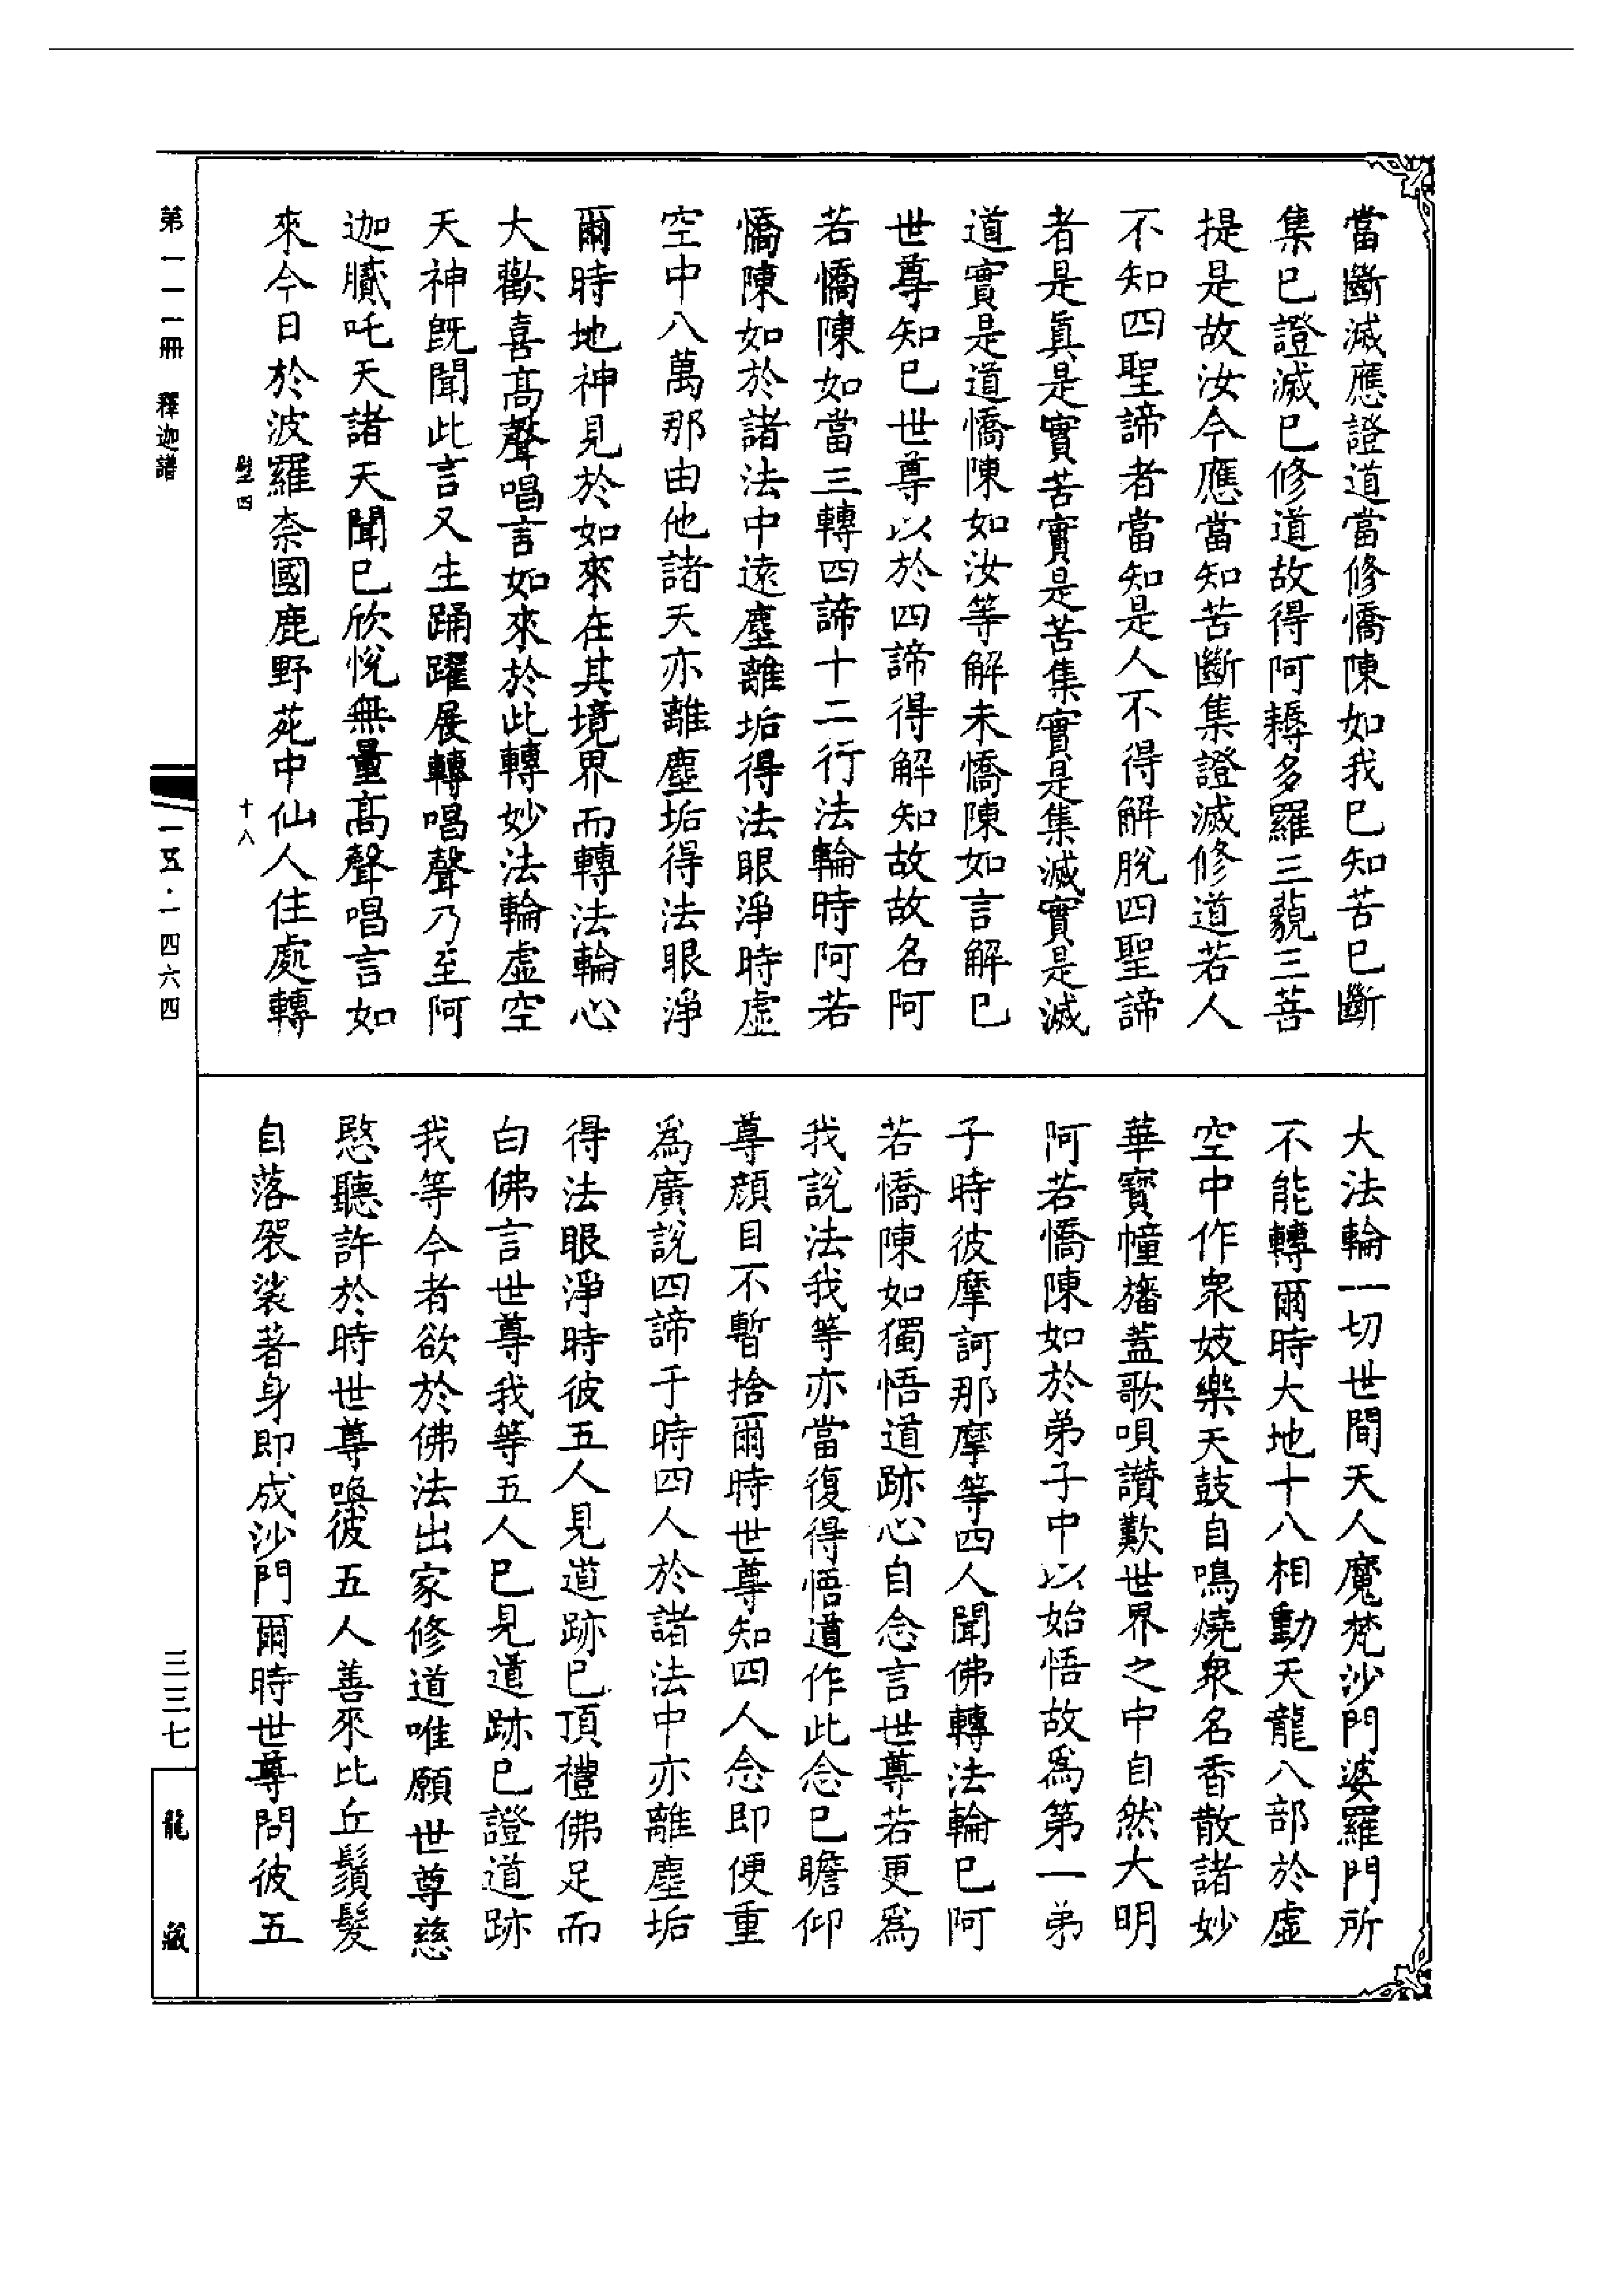 當斷滅應證道當修憍陳如我已知苦已斷
集已證滅已修道故得阿耨多羅三藐三菩
提是故汝今應當知苦斷集證滅修道若人
不知四聖諦者當知是人不得解脫四聖諦
者是真是實苦實是苦集實是集滅實是滅
道實是道憍陳如汝等解未憍陳如言解已
世尊知已世尊以於四諦得解知故故名阿
若憍陳如當三轉四諦十二行法輪時阿若
憍陳如於諸法中遠塵離垢得法眼淨時虛
空中八萬那由他諸天亦離塵垢得法眼淨
爾時地神見於如來在其境界而轉法輪心
大歡喜高聲唱言如來於此轉妙法輪虛空
天神既聞此言又生踊躍展轉唱聲乃至阿
迦膩吒天諸天聞已欣悅無量高聲唱言如
來今日於波羅奈國鹿野苑中仙人住處轉
壁四
十八
大法輪一切世間天人魔梵沙門婆羅門所
不能轉爾時大地十八相動天龍八部於虛
空中作衆妓樂天鼓自鳴燒衆名香散諸妙
華寶幢旛蓋歌唄讚歎世界之中自然大明
阿若憍陳如於弟子中以始悟故爲第一弟
子時彼摩訶那摩等四人聞佛轉法輪已阿
若憍陳如獨悟道跡心自念言世尊若更爲
我說法我等亦當復得悟道作此念已瞻仰
尊顏目不暫捨爾時世尊知四人念即便重
爲廣說四諦于時四人於諸法中亦離塵垢
得法眼淨時彼五人見道跡已頂禮佛足而
白佛言世尊我等五人已見道跡已證道跡
我等今者欲於佛法出家修道唯願世尊慈
愍聽許於時世尊喚彼五人善來比丘鬚髮
自落袈裟著身即成沙門爾時世尊問彼五
第一一一冊 釋迦譜
一五·一四六四
三三七
龍藏